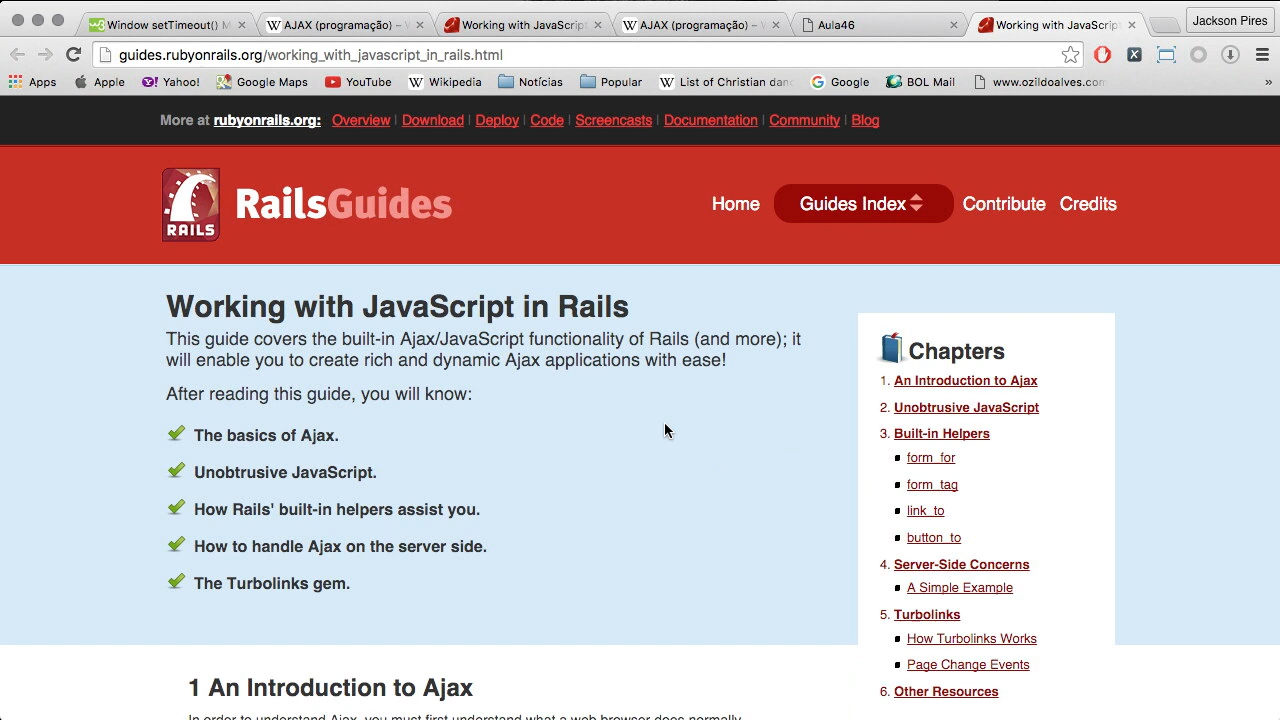 Window setTimeout() M
AJAX (programação) –
Working with JavaScript
AJAX (programação) – W
Aula46
Working with JavaScript
Jackson Pires
guides.rubyonrails.org/working_with_javascript_in_rails.html
Apps
Apple
Yahoo!
Google Maps
YouTube
Wikipedia
Notícias
Popular
List of Christian danc
Google
BOL Mail
www.ozildoalves.com
»
More at rubyonrails.org: Overview | Download | Deploy | Code | Screencasts | Documentation | Community | Blog
RAILS
RailsGuides
Home
Guides Index
Contribute
Credits
Working with JavaScript in Rails
This guide covers the built-in Ajax/JavaScript functionality of Rails (and more); it
will enable you to create rich and dynamic Ajax applications with ease!
After reading this guide, you will know:
The basics of Ajax.
Unobtrusive JavaScript.
How Rails' built-in helpers assist you.
How to handle Ajax on the server side.
The Turbolinks gem.
Chapters
1. An Introduction to Ajax
2. Unobtrusive JavaScript
3. Built-in Helpers
form_for
form_tag
link_to
button_to
4. Server-Side Concerns
A Simple Example
5. Turbolinks
How Turbolinks Works
Page Change Events
6. Other Resources
1 An Introduction to Ajax
In order to understand Ajax, you must first understand what a web browser does normally.